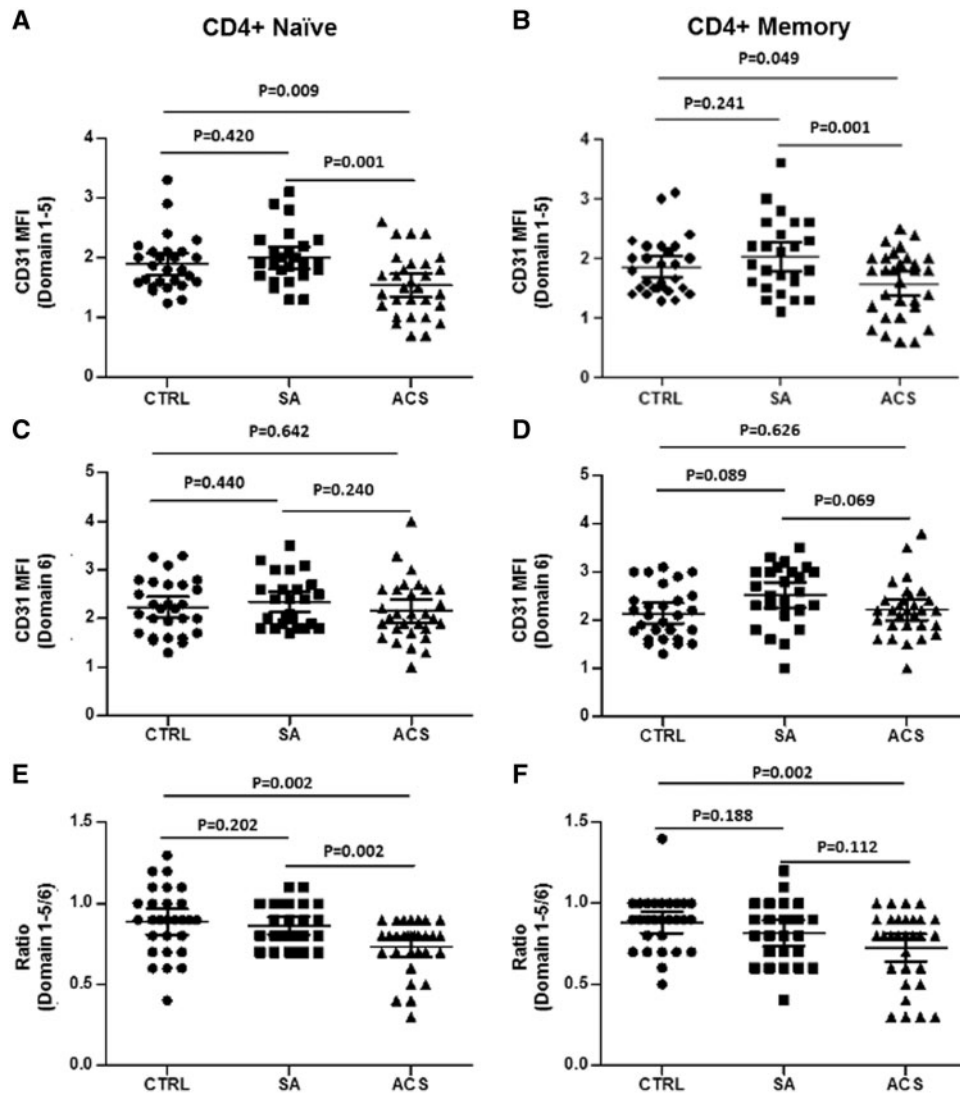 A
CD4+ Naïve
P=0.009
P=0.420
P=0.001
CD31 MFI
(Domain 1-5)
4
3
2
1
0
CTRL
SA
ACS
B
CD4+ Memory
P=0.049
P=0.241
P=0.001
CD31 MFI
(Domain 1-5)
4
3
2
1
0
CTRL
SA
ACS
C
P=0.642
P=0.440
P=0.240
CD31 MFI
(Domain 6)
5
4
3
2
1
0
CTRL
SA
ACS
D
P=0.626
P=0.089
P=0.069
CD31 MFI
(Domain 6)
5
4
3
2
1
0
CTRL
SA
ACS
E
P=0.002
P=0.202
P=0.002
Ratio
(Domain 1-5/6)
1.5
1.0
0.5
0.0
CTRL
SA
ACS
F
P=0.002
P=0.188
P=0.112
Ratio
(Domain 1-5/6)
1.5
1.0
0.5
0.0
CTRL
SA
ACS